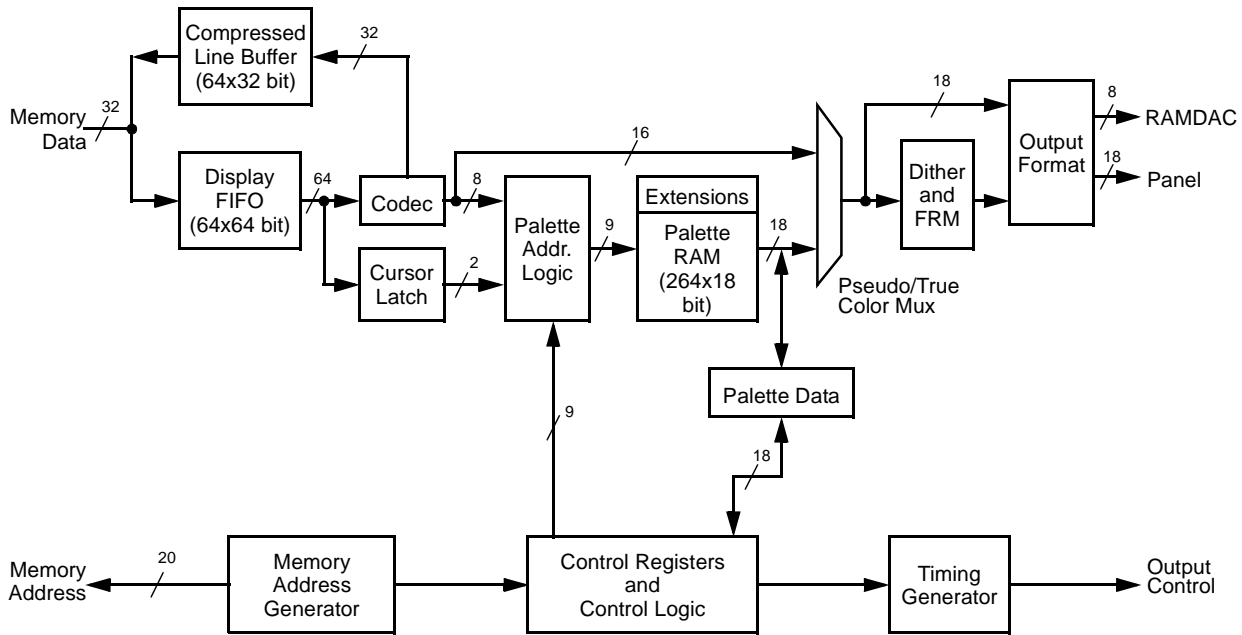 Compressed
Line Buffer
(64x32 bit)
32
32
Memory
Data
Display
FIFO
(64x64 bit)
64
Codec
8
16
Cursor
Latch
2
Palette
Addr.
Logic
9
Extensions
Palette
RAM
(264x18
bit)
18
Pseudo/True
Color Mux
18
Dither
and
FRM
Output
Format
8
RAMDAC
18
Panel
Palette Data
9
18
Memory
Address
20
Memory
Address
Generator
Control Registers
and
Control Logic
Timing
Generator
Output
Control